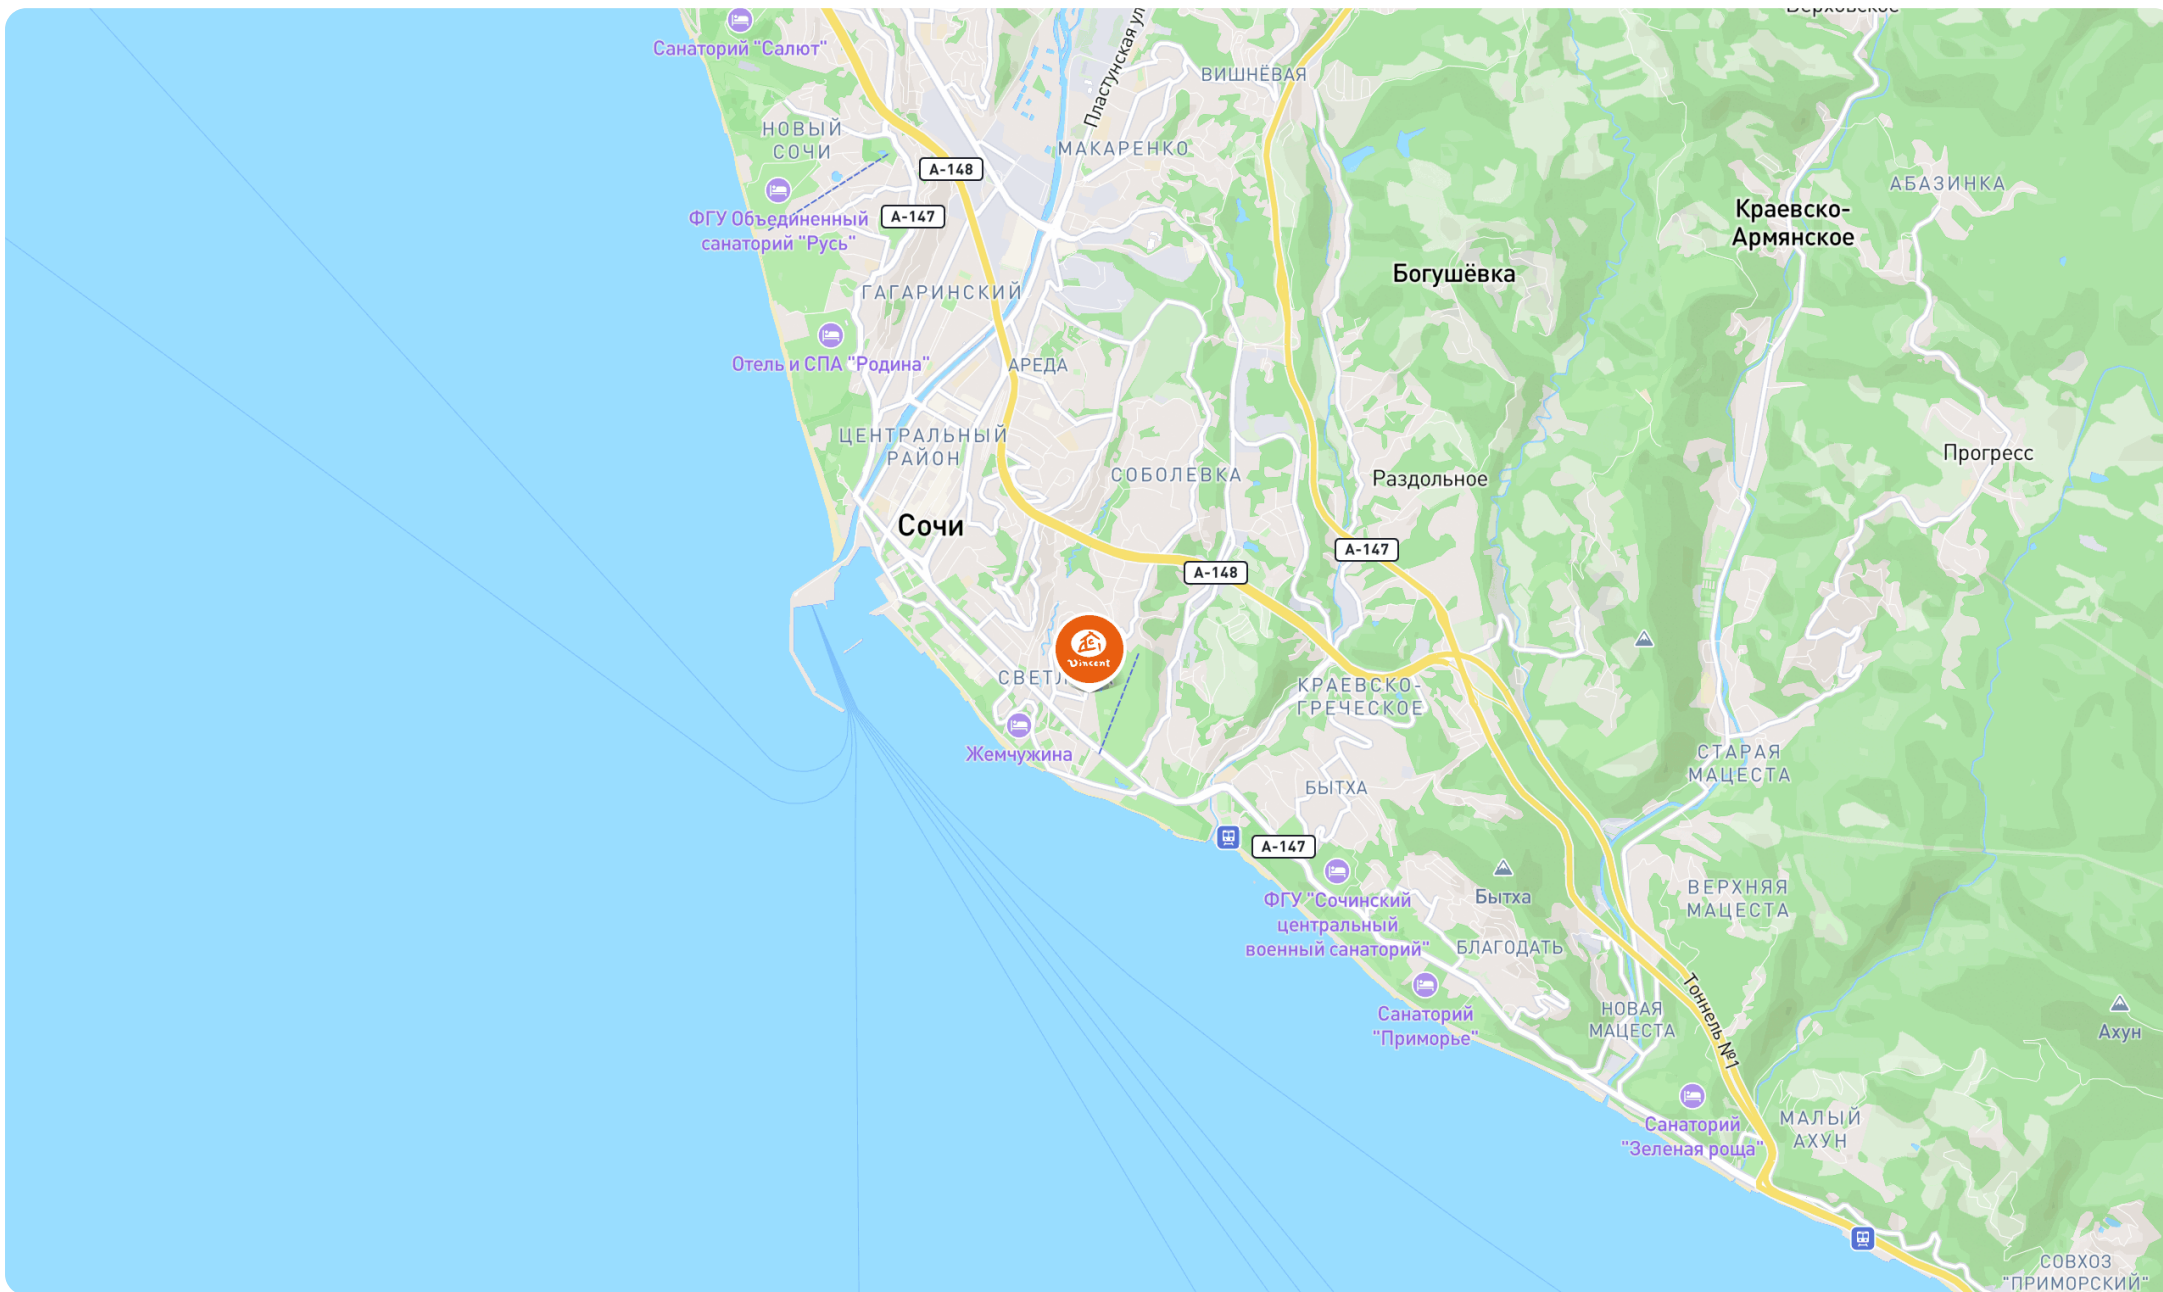 Верховское
Санаторий "Салют"
Пластунская ул
ВИШНЁВАЯ
НОВЫЙ
СОЧИ
МАКАРЕНКО
А-148
АБАЗИНКА
ФГУ Объединенный
санаторий "Русь"
А-147
Краевско-
Армянское
Богушёвка
ГАГАРИНСКИЙ
Отель и СПА "Родина"
АРЕДА
ЦЕНТРАЛЬНЫЙ
РАЙОН
СОБОЛЕВКА
Раздольное
Прогресс
Сочи
А-147
А-148
Vincent
СВЕТЛ
КРАЕВСКО-
ГРЕЧЕСКОЕ
Жемчужина
СТАРАЯ
МАЦЕСТА
БЫТХА
А-147
ФГУ "Сочинский
центральный
военный санаторий"
Бытха
ВЕРХНЯЯ
МАЦЕСТА
БЛАГОДАТЬ
Санаторий
"Приморье"
НОВАЯ
МАЦЕСТА
Тоннель №1
Ахун
Санаторий
"Зеленая роща"
МАЛЫЙ
АХУН
СОВХОЗ
"ПРИМОРСКИЙ"